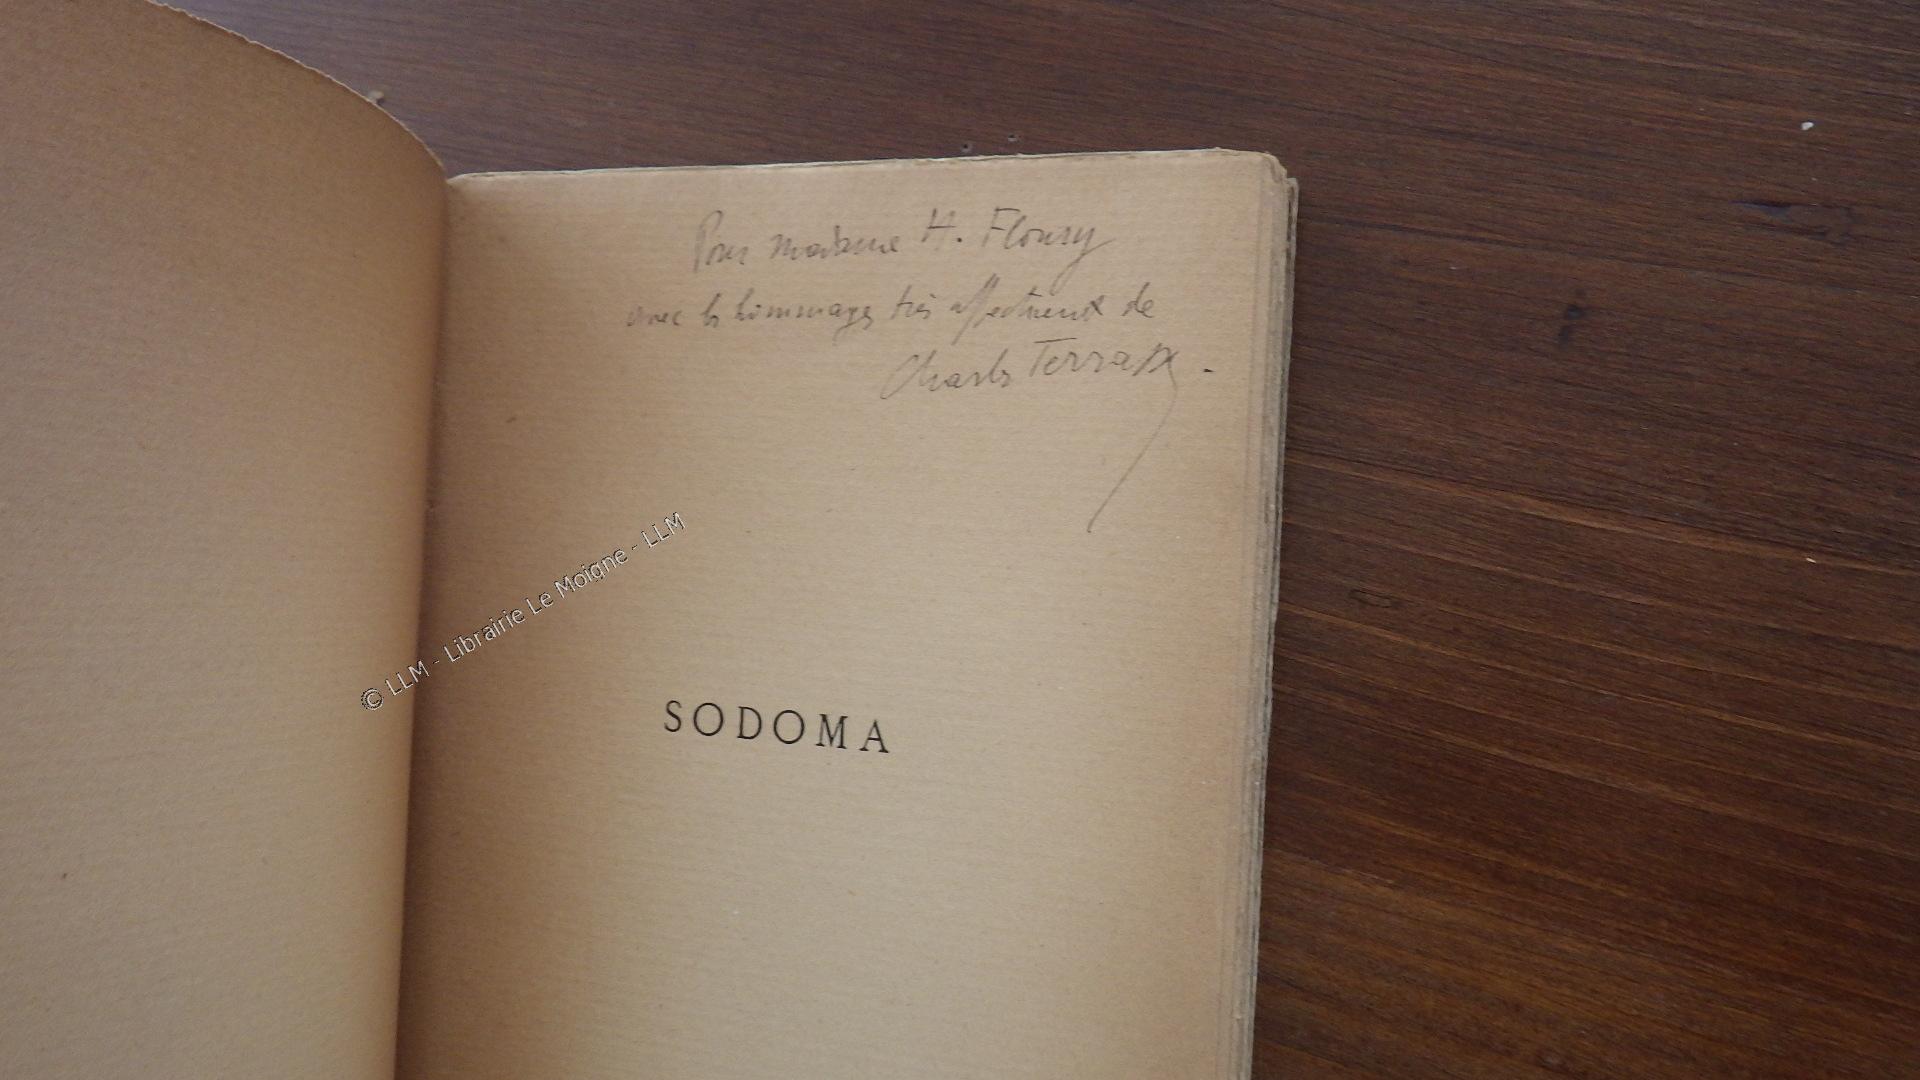 Pour madame H. Floury
avec les hommages très affectueux de
Charles Terrasse.
© LLM - Librairie Le Moigne - LLM
SODOMA